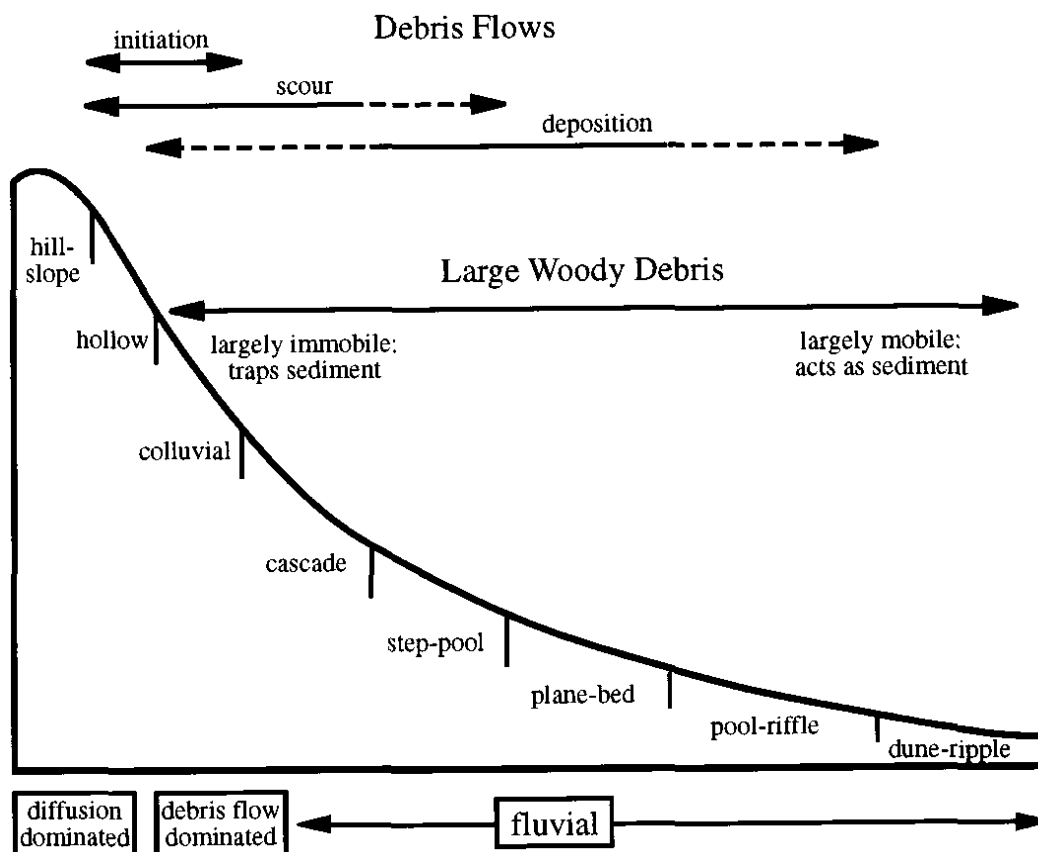 Debris Flows
initiation
scour
deposition
hill-
slope
Large Woody Debris
hollow
largely immobile:
traps sediment
largely mobile:
acts as sediment
colluvial
cascade
step-pool
plane-bed
pool-riffle
dune-ripple
diffusion
dominated
debris flow
dominated
fluvial